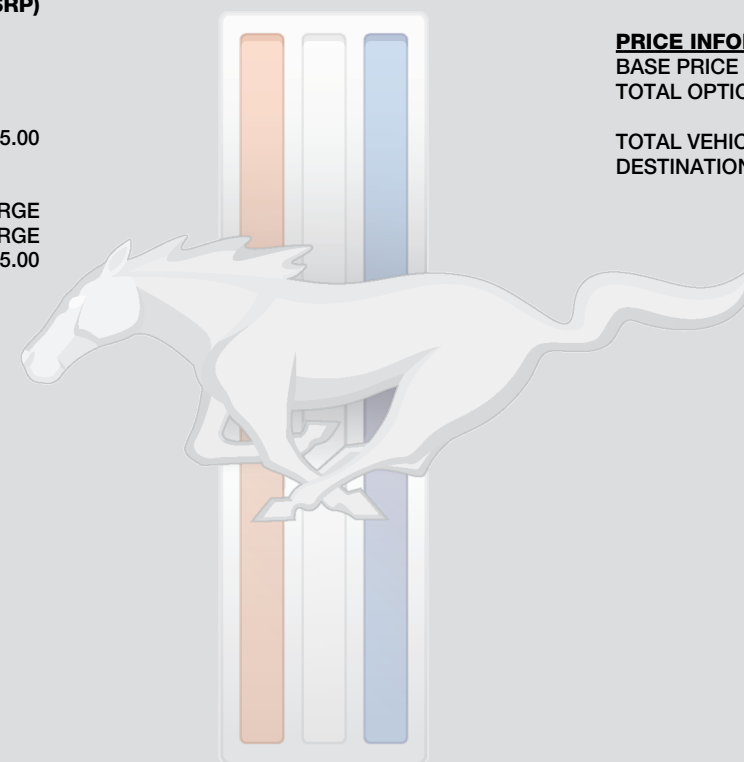 SRP)
5.00
RGE
RGE
5.00
PRICE INFO
BASE PRICE
TOTAL OPTIO
TOTAL VEHIC
DESTINATION